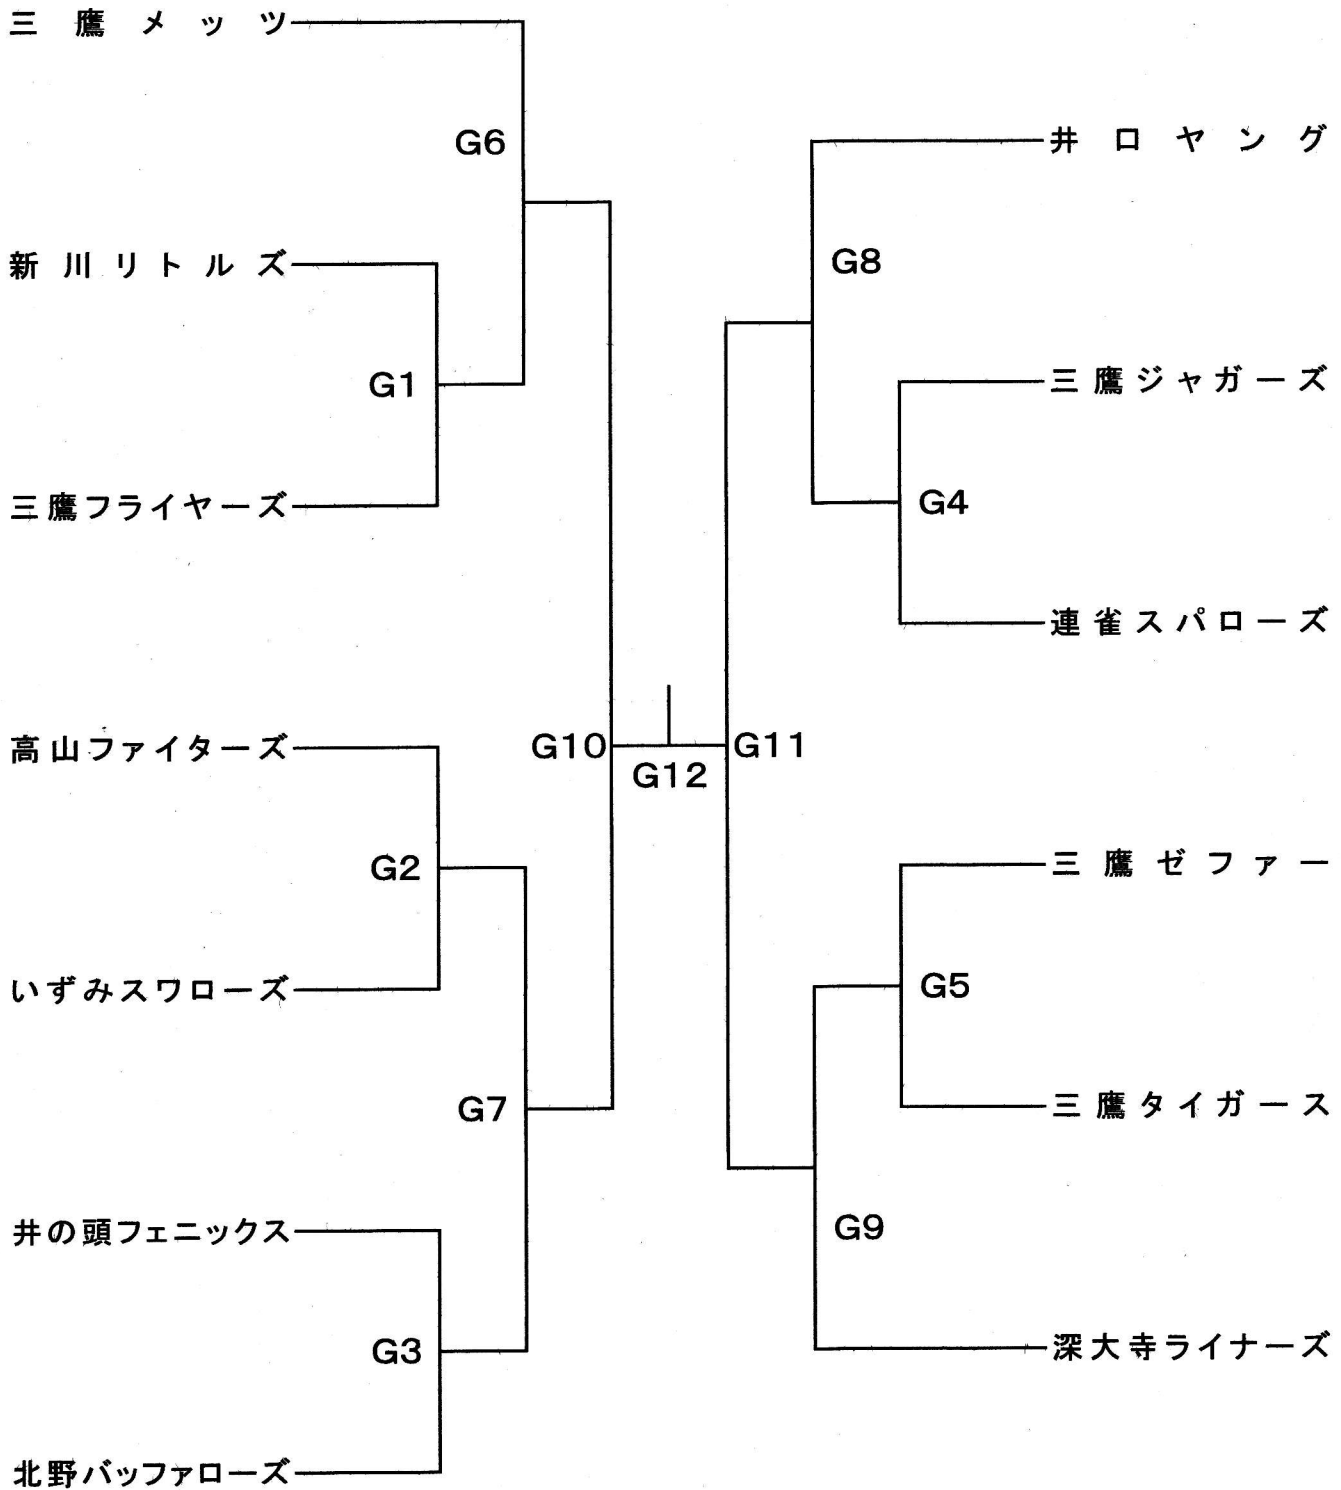 三鷹メッツ
G6
新川リトルズ
G1
三鷹フライヤーズ
高山ファイターズ
G2
いずみスワローズ
G7
井の頭フェニックス
G3
北野バッファローズ
G10
G12
G11
井口ヤング
G8
三鷹ジャガーズ
G4
連雀スパローズ
三鷹ゼファー
G5
三鷹タイガース
G9
深大寺ライナーズ